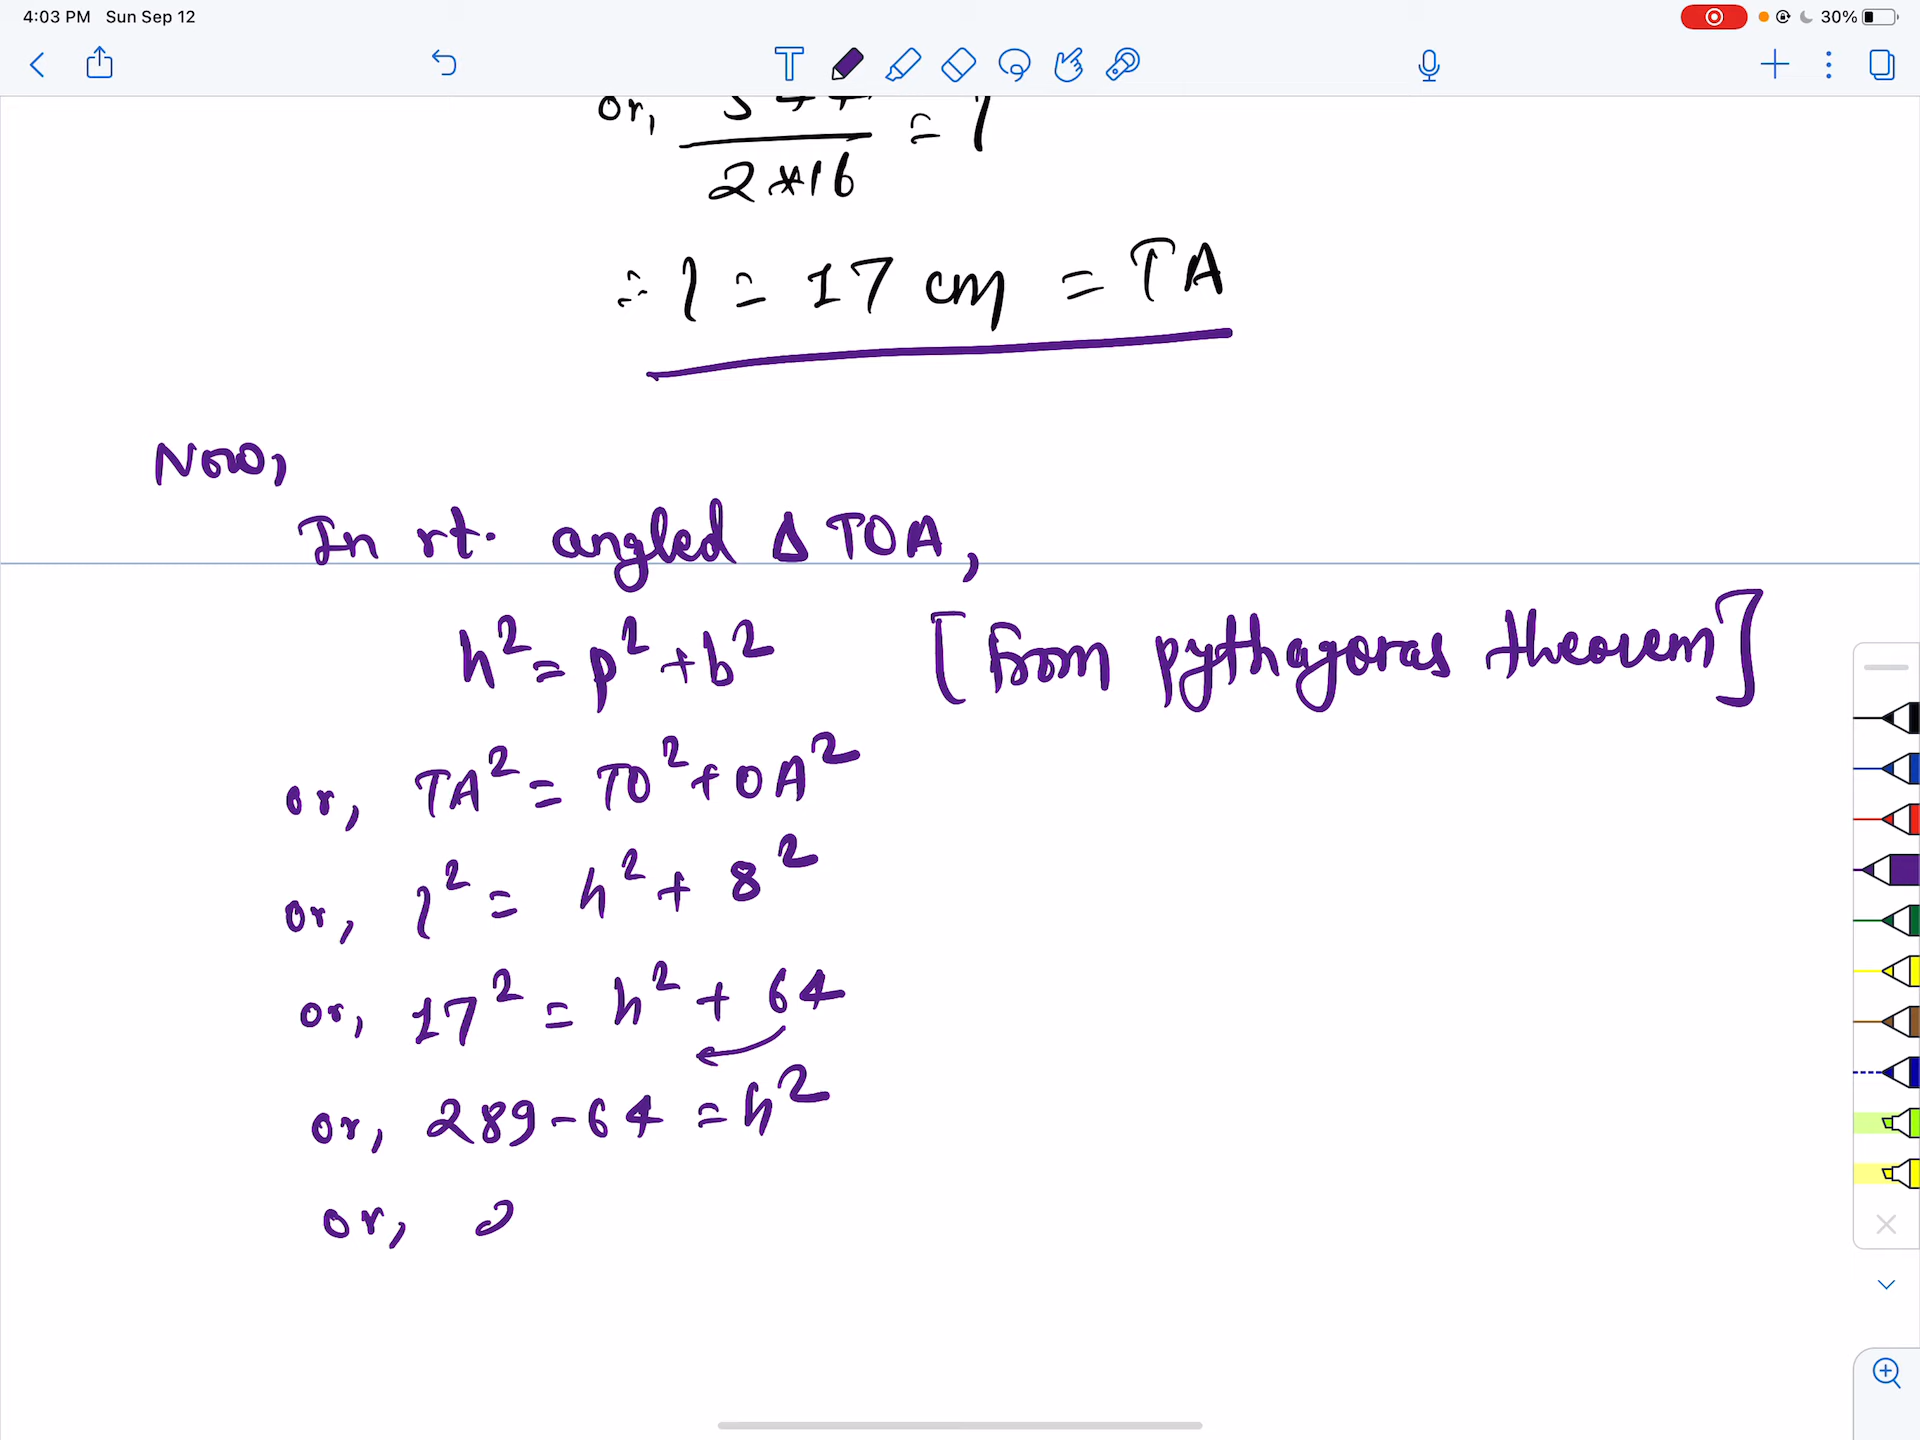 4:03 PM Sun Sep 12
30%
T
or, 544/2*16 = l
∴ l = 17 cm = TA
Now,
In rt. angled Δ TOA,
h² = p² + b² [from pythagoras theorem]
or, TA² = TO² + OA²
or, l² = h² + 8²
or, 17² = h² + 64
or, 289 - 64 = h²
or, 2